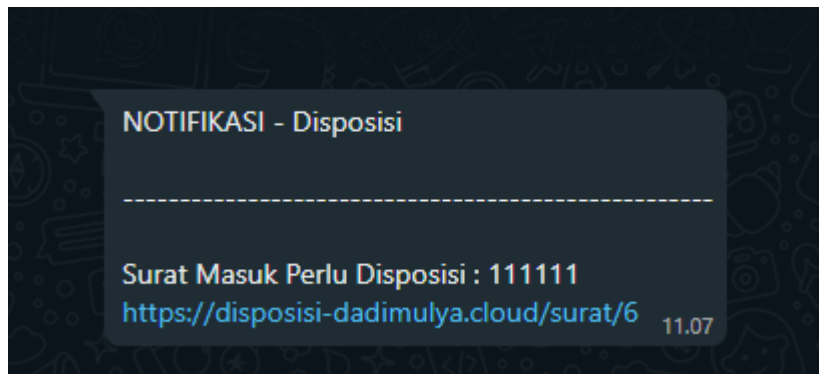 NOTIFIKASI - Disposisi
----------------------------------------------------
Surat Masuk Perlu Disposisi : 111111
https://disposisi-dadimulya.cloud/surat/6
11.07